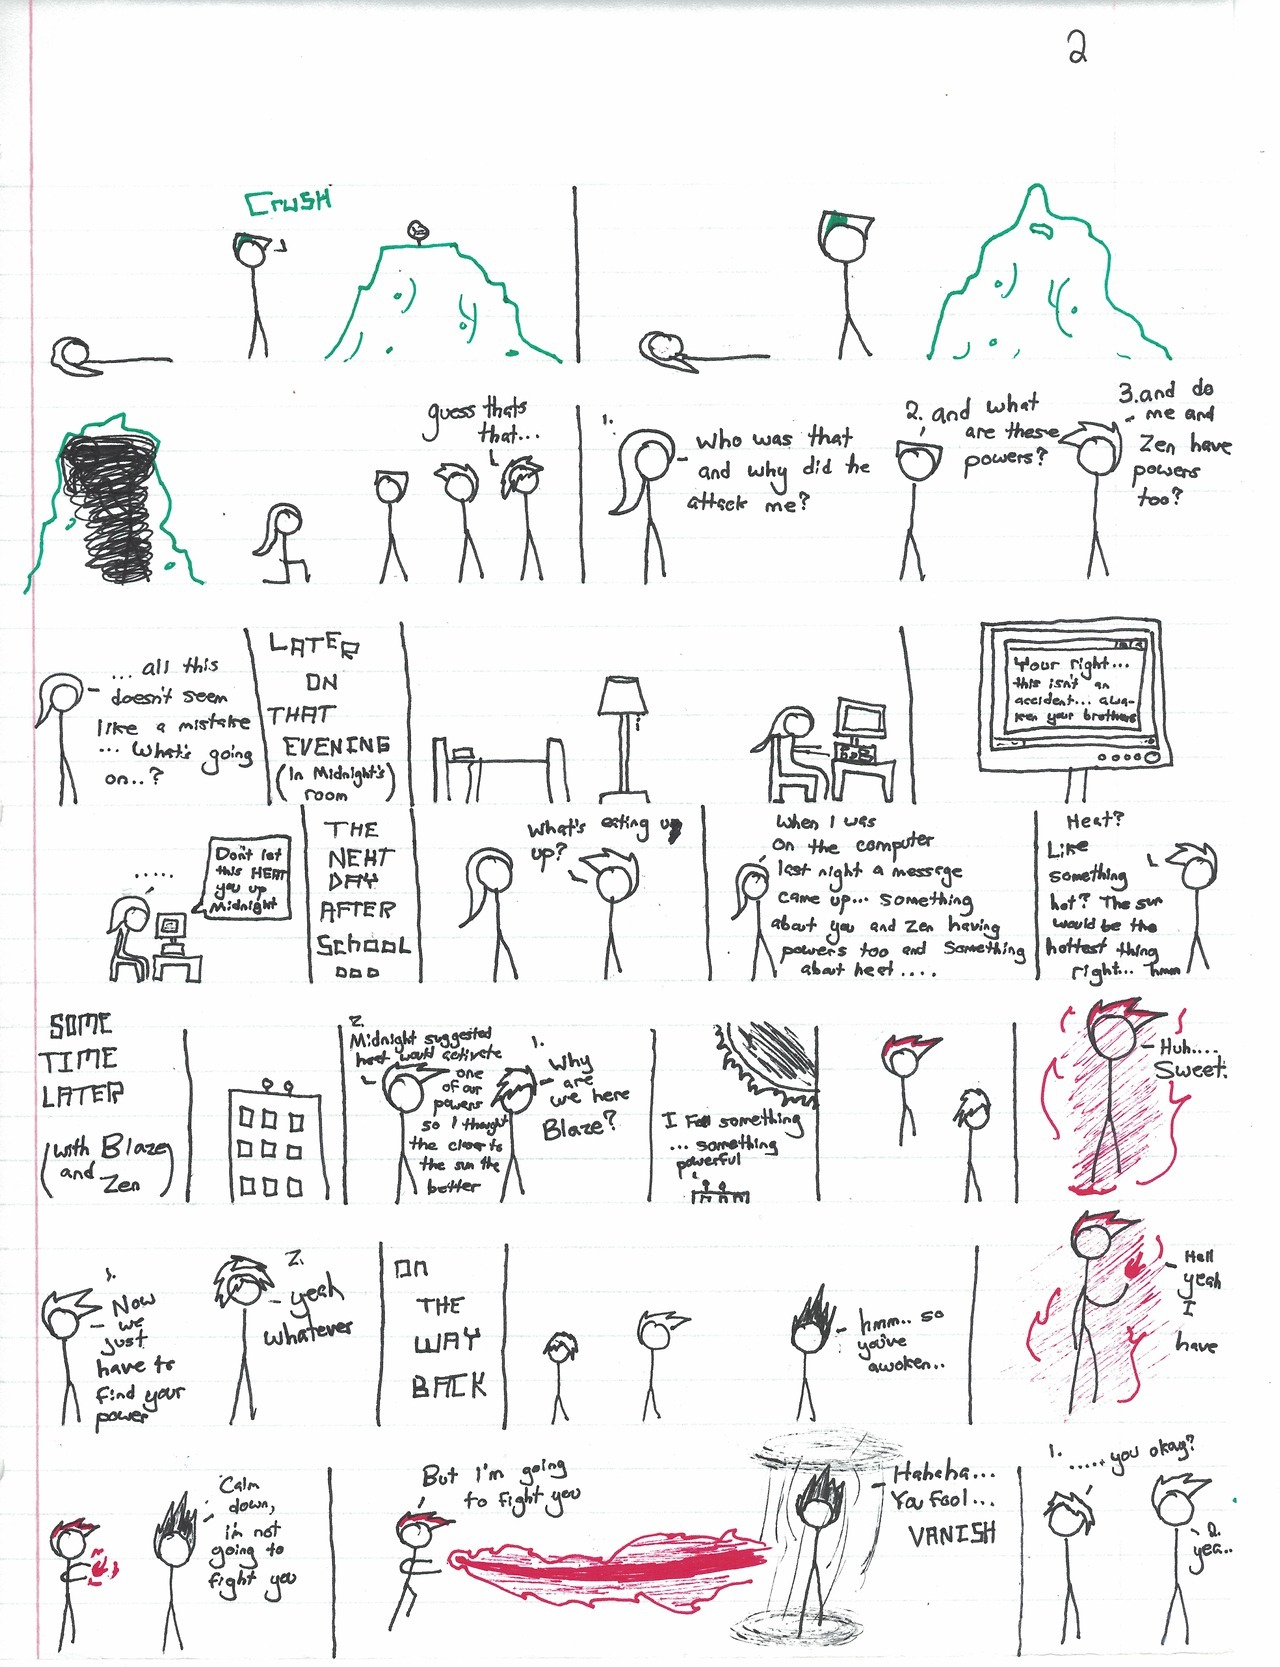 2
CRUSH
guess thats
that...
1.
Who was that
and why did he
attack me?
2. and what
are these
powers?
3. and do
me and
Zen have
powers
too?
... all this
doesn't seem
like a mistake
... What's going
on..?
LATER
ON
THAT
EVENING
(In Midnight's
room)
Your right...
this isn't an
accident... awa-
ken your brothers
.....
Don't let
this HEAT
you up
Midnight
THE
NEXT
DAY
AFTER
SCHOOL
...
What's eating up
up?
When I was
on the computer
last night a message
came up... something
about you and Zen having
powers too and something
about heat....
Heat?
Like
something
hot? The sun
would be the
hottest thing
right... hmm
SOME
TIME
LATER
(with Blaze
and
Zen)
2.
Midnight suggested
heat would activate
one
of our
powers
so I thought
the closer to
the sun the
better
1.
Why
are
we here
Blaze?
I Feel something
... something
powerful
Huh....
Sweet.
1.
Now
we
just
have to
find your
power
2.
yeah
whatever
ON
THE
WAY
BACK
hmm.. so
you've
awoken..
Hell
yeah
I
have
Calm
down,
i'm not
going to
fight you
But I'm going
to fight you
Hahaha...
You fool...
VANISH
1.
.....you okay?
2.
yea..